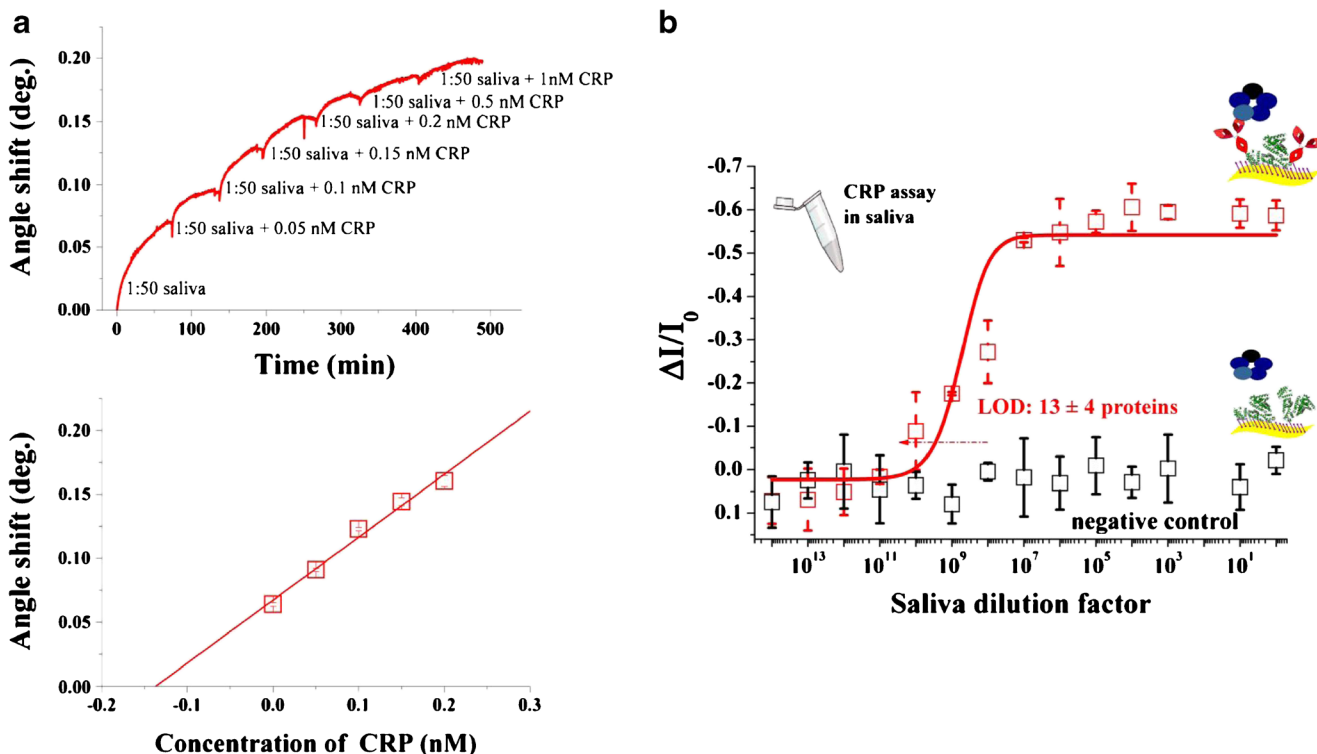 a
Angle shift (deg.)
0.20
0.15
0.10
0.05
0.00
1:50 saliva + 1nM CRP
1:50 saliva + 0.5 nM CRP
1:50 saliva + 0.2 nM CRP
1:50 saliva + 0.15 nM CRP
1:50 saliva + 0.1 nM CRP
1:50 saliva + 0.05 nM CRP
1:50 saliva
0 100 200 300 400 500
Time (min)
Angle shift (deg.)
0.20
0.15
0.10
0.05
0.00
-0.2 -0.1 0.0 0.1 0.2 0.3
Concentration of CRP (nM)
b
ΔI/I₀
-0.7
-0.6
-0.5
-0.4
-0.3
-0.2
-0.1
0.0
0.1
CRP assay
in saliva
LOD: 13 ± 4 proteins
negative control
10¹³ 10¹¹ 10⁹ 10⁷ 10⁵ 10³ 10¹
Saliva dilution factor